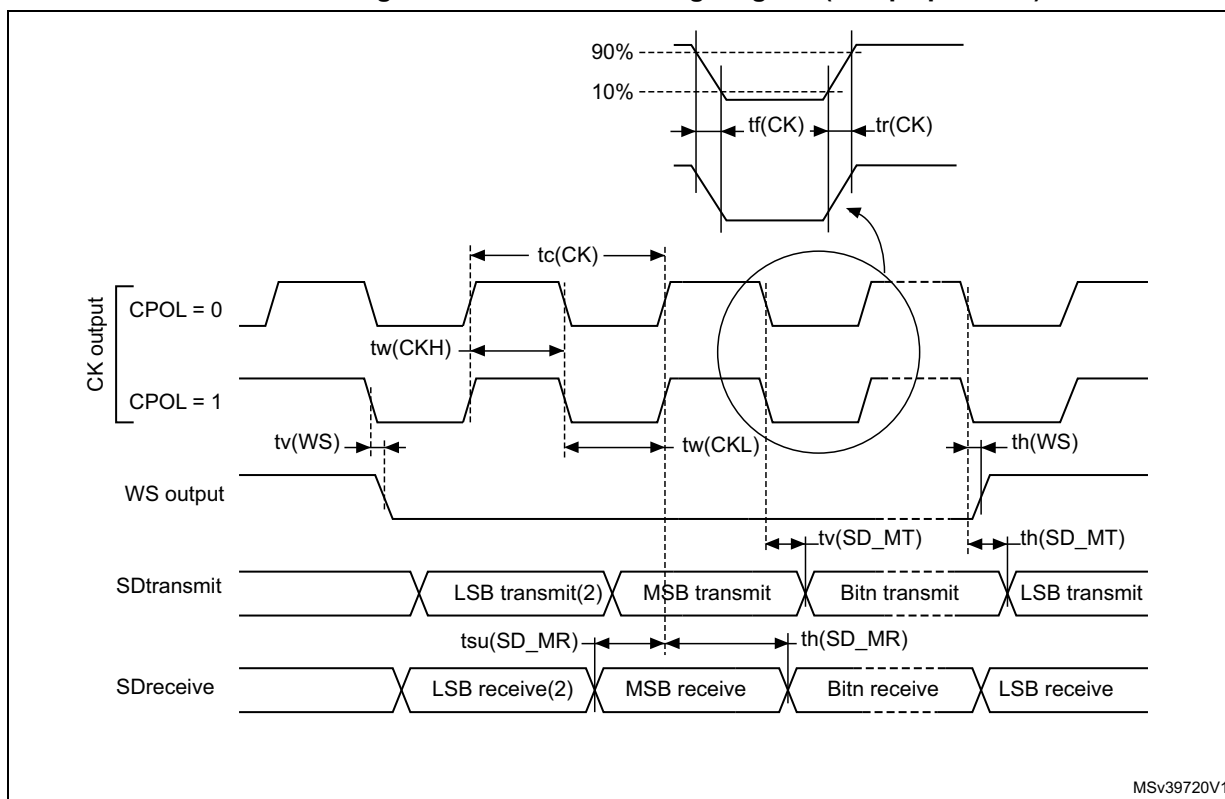 90%
10%
tf(CK)
tr(CK)
tc(CK)
CK output
CPOL = 0
tw(CKH)
CPOL = 1
tv(WS)
tw(CKL)
th(WS)
WS output
tv(SD_MT)
th(SD_MT)
SDtransmit
LSB transmit(2)
MSB transmit
Bitn transmit
LSB transmit
tsu(SD_MR)
th(SD_MR)
SDreceive
LSB receive(2)
MSB receive
Bitn receive
LSB receive
MSv39720V1